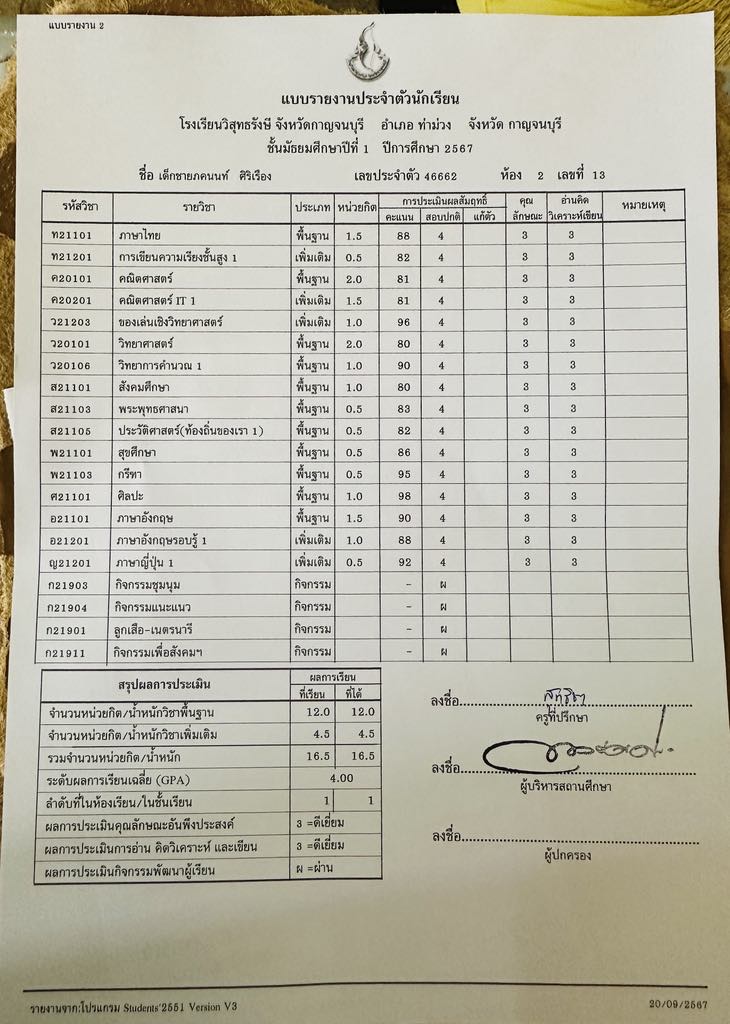 แบบรายงาน 2
แบบรายงานประจำตัวนักเรียน
โรงเรียนวิสุทธรังษี จังหวัดกาญจนบุรี อำเภอ ท่าม่วง จังหวัด กาญจนบุรี
ชั้นมัธยมศึกษาปีที่ 1 ปีการศึกษา 2567
ชื่อ เด็กชายภคนนท์ ศิริเรือง เลขประจำตัว 46662 ห้อง 2 เลขที่ 13
รหัสวิชา รายวิชา ประเภท หน่วยกิต การประเมินผลสัมฤทธิ์ คุณลักษณะ อ่านคิดวิเคราะห์เขียน หมายเหตุ
คะแนน สอบปกติ แก้ตัว
ท21101 ภาษาไทย พื้นฐาน 1.5 88 4 3 3
ท21201 การเขียนความเรียงชั้นสูง 1 เพิ่มเติม 0.5 82 4 3 3
ค20101 คณิตศาสตร์ พื้นฐาน 2.0 81 4 3 3
ค20201 คณิตศาสตร์ IT 1 เพิ่มเติม 1.5 81 4 3 3
ว21203 ของเล่นเชิงวิทยาศาสตร์ เพิ่มเติม 1.0 96 4 3 3
ว20101 วิทยาศาสตร์ พื้นฐาน 2.0 80 4 3 3
ว20106 วิทยาการคำนวณ 1 พื้นฐาน 1.0 90 4 3 3
ส21101 สังคมศึกษา พื้นฐาน 1.0 80 4 3 3
ส21103 พระพุทธศาสนา พื้นฐาน 0.5 83 4 3 3
ส21105 ประวัติศาสตร์(ท้องถิ่นของเรา 1) พื้นฐาน 0.5 82 4 3 3
พ21101 สุขศึกษา พื้นฐาน 0.5 86 4 3 3
พ21103 กรีฑา พื้นฐาน 0.5 95 4 3 3
ศ21101 ศิลปะ พื้นฐาน 1.0 98 4 3 3
อ21101 ภาษาอังกฤษ พื้นฐาน 1.5 90 4 3 3
อ21201 ภาษาอังกฤษรอบรู้ 1 เพิ่มเติม 1.0 88 4 3 3
ญ21201 ภาษาญี่ปุ่น 1 เพิ่มเติม 0.5 92 4 3 3
ก21903 กิจกรรมชุมนุม กิจกรรม - ผ
ก21904 กิจกรรมแนะแนว กิจกรรม - ผ
ก21901 ลูกเสือ-เนตรนารี กิจกรรม - ผ
ก21911 กิจกรรมเพื่อสังคมฯ กิจกรรม - ผ
สรุปผลการประเมิน ผลการเรียน
ที่เรียน ที่ได้
จำนวนหน่วยกิต/น้ำหนักวิชาพื้นฐาน 12.0 12.0
จำนวนหน่วยกิต/น้ำหนักวิชาเพิ่มเติม 4.5 4.5
รวมจำนวนหน่วยกิต/น้ำหนัก 16.5 16.5
ระดับผลการเรียนเฉลี่ย (GPA) 4.00
ลำดับที่ในห้องเรียน/ในชั้นเรียน 1 1
ผลการประเมินคุณลักษณะอันพึงประสงค์ 3 =ดีเยี่ยม
ผลการประเมินการอ่าน คิดวิเคราะห์ และเขียน 3 =ดีเยี่ยม
ผลการประเมินกิจกรรมพัฒนาผู้เรียน ผ =ผ่าน
ลงชื่อ
ครูที่ปรึกษา
ลงชื่อ
ผู้บริหารสถานศึกษา
ลงชื่อ
ผู้ปกครอง
รายงานจาก:โปรแกรม Students'2551 Version V3 20/09/2567